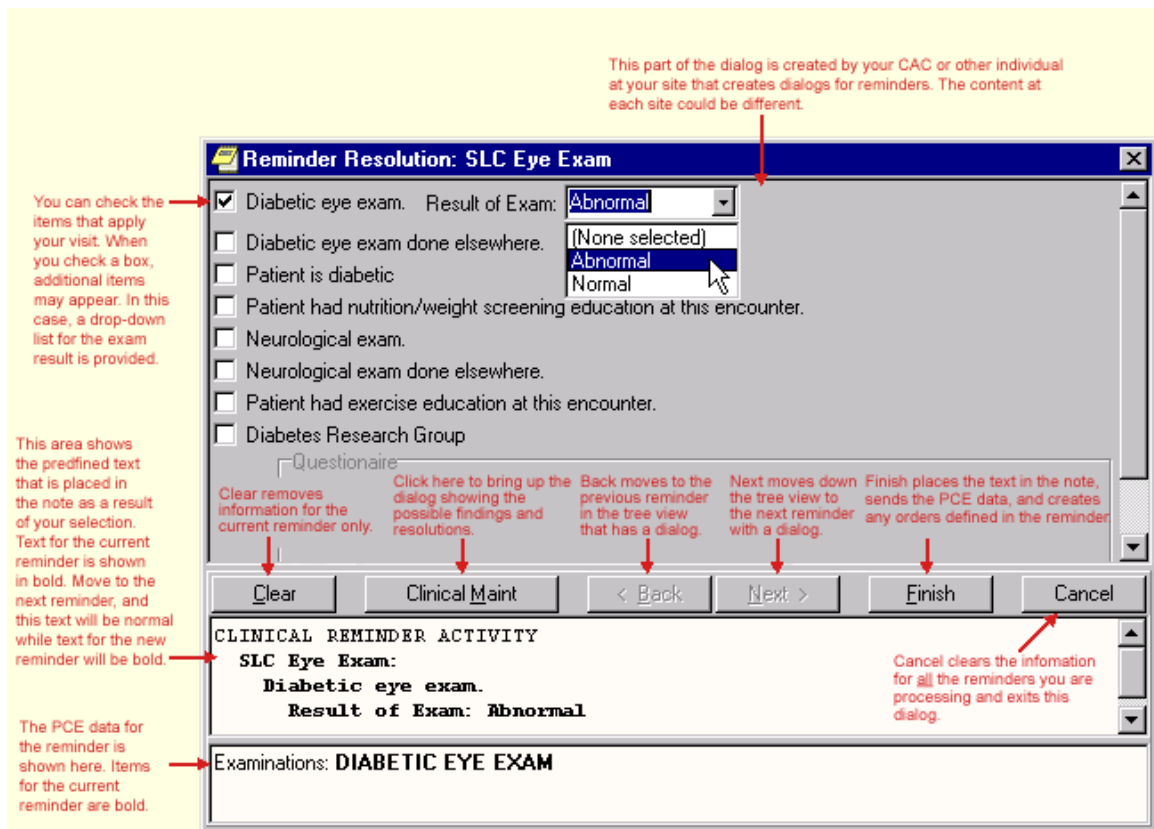 This part of the dialog is created by your CAC or other individual
at your site that creates dialogs for reminders. The content at
each site could be different.
Reminder Resolution: SLC Eye Exam
You can check the
items that apply
your visit. When
you check a box,
additional items
may appear. In this
case, a drop-down
list for the exam
result is provided.
Diabetic eye exam. Result of Exam: Abnormal
(None selected)
Abnormal
Normal
Diabetic eye exam done elsewhere.
Patient is diabetic
Patient had nutrition/weight screening education at this encounter.
Neurological exam.
Neurological exam done elsewhere.
Patient had exercise education at this encounter.
Diabetes Research Group
Questionaire
Clear removes
information for the
current reminder only.
Click here to bring up the
dialog showing the
possible findings and
resolutions.
Back moves to the
previous reminder
in the tree view
that has a dialog.
Next moves down
the tree view to
the next reminder
with a dialog.
Finish places the text in the note,
sends the PCE data, and creates
any orders defined in the reminder
Clear
Clinical Maint
< Back
Next >
Finish
Cancel
This area shows
the predfined text
that is placed in
the note as a result
of your selection.
Text for the current
reminder is shown
in bold. Move to the
next reminder, and
this text will be normal
while text for the new
reminder will be bold.
CLINICAL REMINDER ACTIVITY
SLC Eye Exam:
Diabetic eye exam.
Result of Exam: Abnormal
Cancel clears the infomation
for all the reminders you are
processing and exits this
dialog.
The PCE data for
the reminder is
shown here. Items
for the current
reminder are bold.
Examinations: DIABETIC EYE EXAM